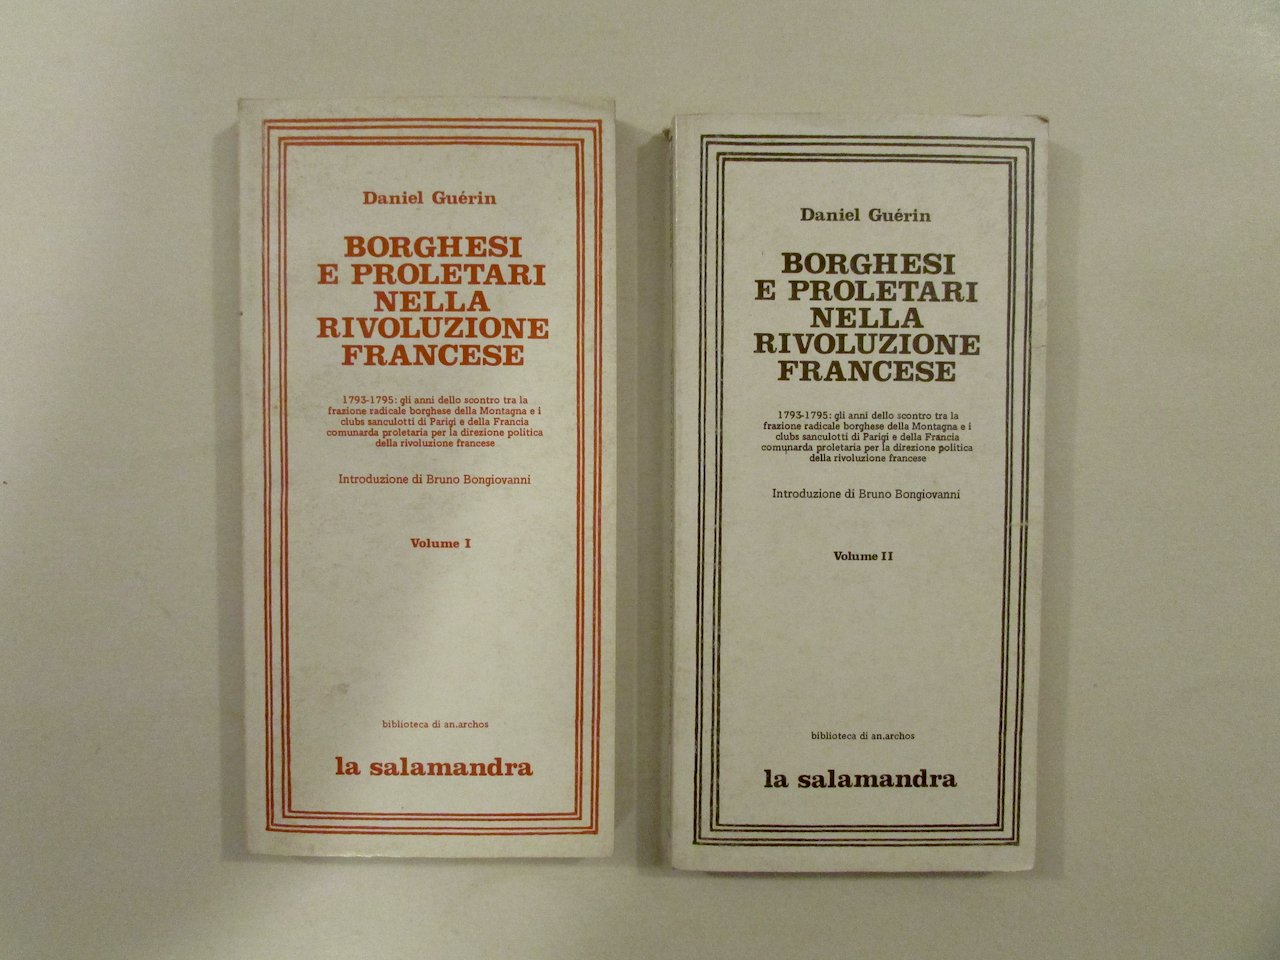 Daniel Guérin
BORGHESI
E PROLETARI
NELLA
RIVOLUZIONE
FRANCESE
1793-1795: gli anni dello scontro tra la
frazione radicale borghese della Montagna e i
clubs sanculotti di Parigi e della Francia
comunarda proletaria per la direzione politica
della rivoluzione francese
Introduzione di Bruno Bongiovanni
Volume I
biblioteca di an.archos
la salamandra
Daniel Guérin
BORGHESI
E PROLETARI
NELLA
RIVOLUZIONE
FRANCESE
1793-1795: gli anni dello scontro tra la
frazione radicale borghese della Montagna e i
clubs sanculotti di Parigi e della Francia
comunarda proletaria per la direzione politica
della rivoluzione francese
Introduzione di Bruno Bongiovanni
Volume II
biblioteca di an.archos
la salamandra